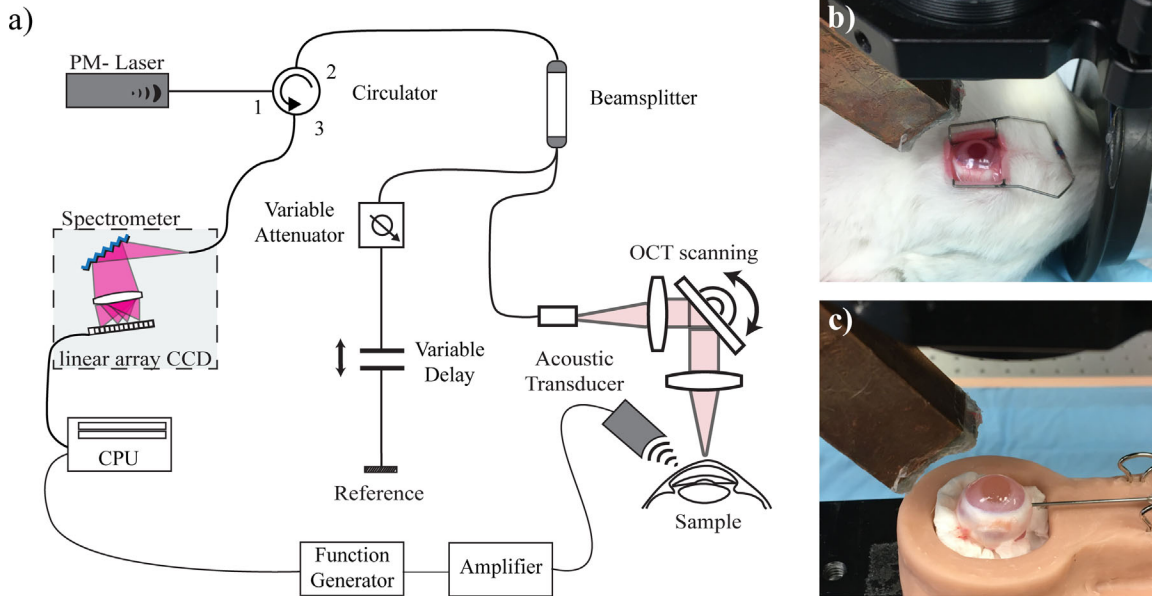 a)
PM- Laser
1
2
3
Circulator
Beamsplitter
Spectrometer
linear array CCD
Variable
Attenuator
OCT scanning
Variable
Delay
Acoustic
Transducer
CPU
Reference
Sample
Function
Generator
Amplifier
b)
c)